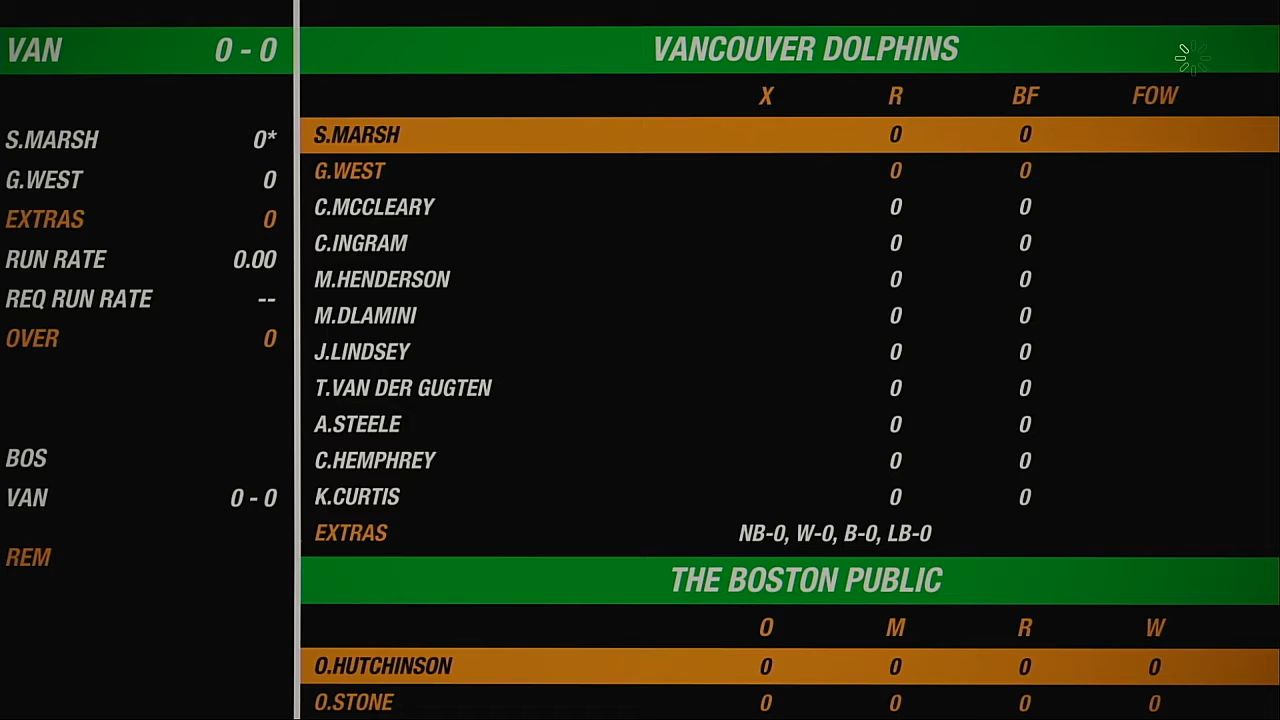 VAN 0 - 0
S.MARSH 0*
G.WEST 0
EXTRAS 0
RUN RATE 0.00
REQ RUN RATE --
OVER 0
BOS
VAN 0 - 0
REM
VANCOUVER DOLPHINS
X R BF FOW
S.MARSH 0 0
G.WEST 0 0
C.MCCLEARY 0 0
C.INGRAM 0 0
M.HENDERSON 0 0
M.DLAMINI 0 0
J.LINDSEY 0 0
T.VAN DER GUGTEN 0 0
A.STEELE 0 0
C.HEMPHREY 0 0
K.CURTIS 0 0
EXTRAS NB-0, W-0, B-0, LB-0
THE BOSTON PUBLIC
O M R W
O.HUTCHINSON 0 0 0 0
O.STONE 0 0 0 0